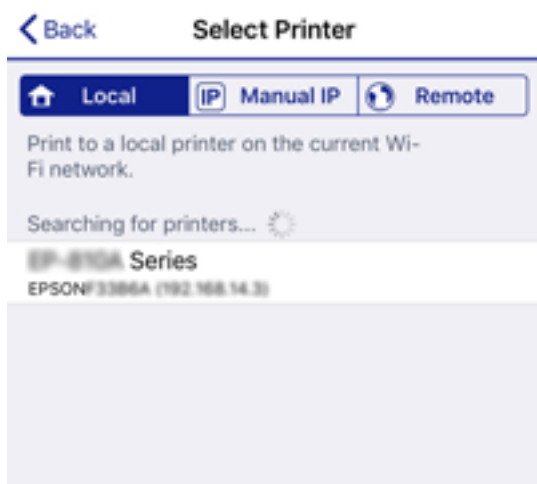 Back
Select Printer
Local
IP Manual IP
Remote
Print to a local printer on the current Wi-
Fi network.
Searching for printers...
Series
EPSON